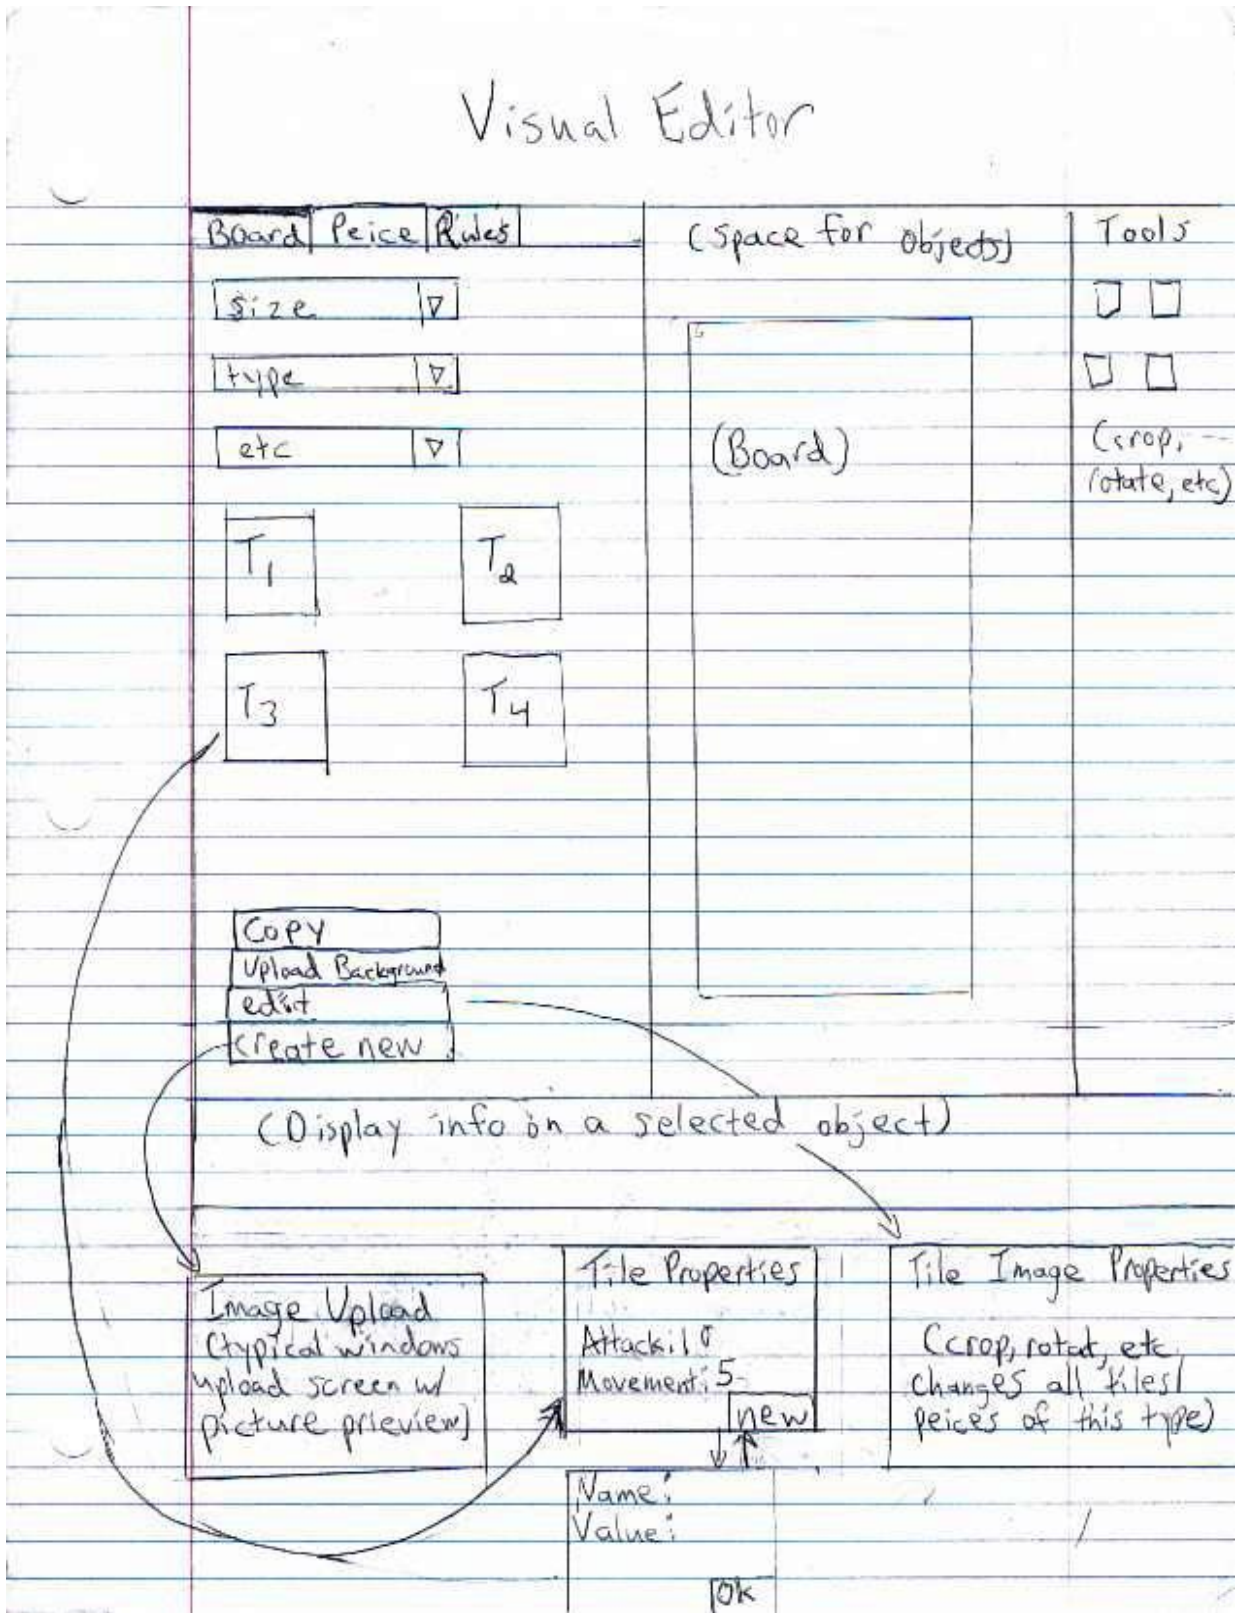 Visual Editor
Board Peice Rules
(space for objects)
Tools
size
type
etc
(Board)
(crop,
rotate, etc)
T1
T2
T3
T4
Copy
Upload Background
edit
create new
(Display info on a selected object)
Image Upload
(typical windows
upload screen w/
picture prieview)
Tile Properties
Attack: 10
Movement: 5
new
Tile Image Properties
(crop, rotat, etc
changes all tiles/
peices of this type)
Name:
Value:
Ok